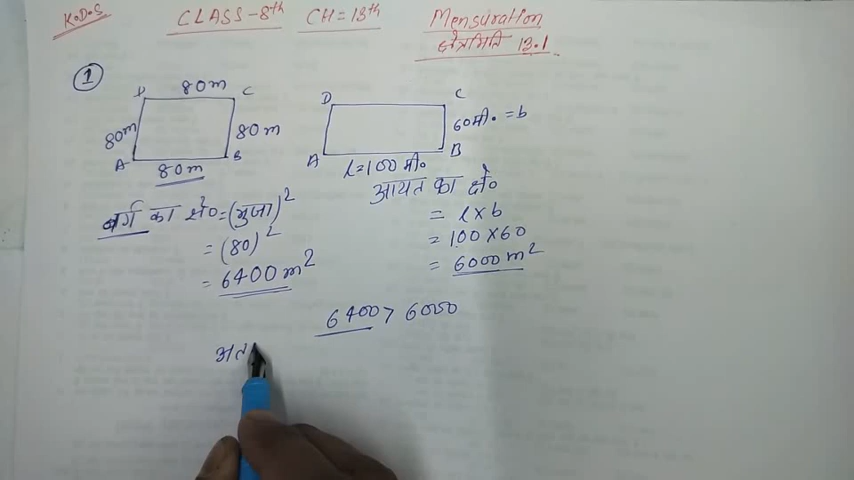 K.D.S CLASS-8th CH=13th Mensuration
क्षेत्रमिति 13.1
1
D 80m C
80m 80m
A 80m B
D C
60मी० = b
A B
l=100 मी०
वर्ग का क्षे०=(भुजा)²
= (80)²
= 6400 m²
आयत का क्षे०
= l x b
= 100 x 60
= 6000 m²
6400 > 6000
अत